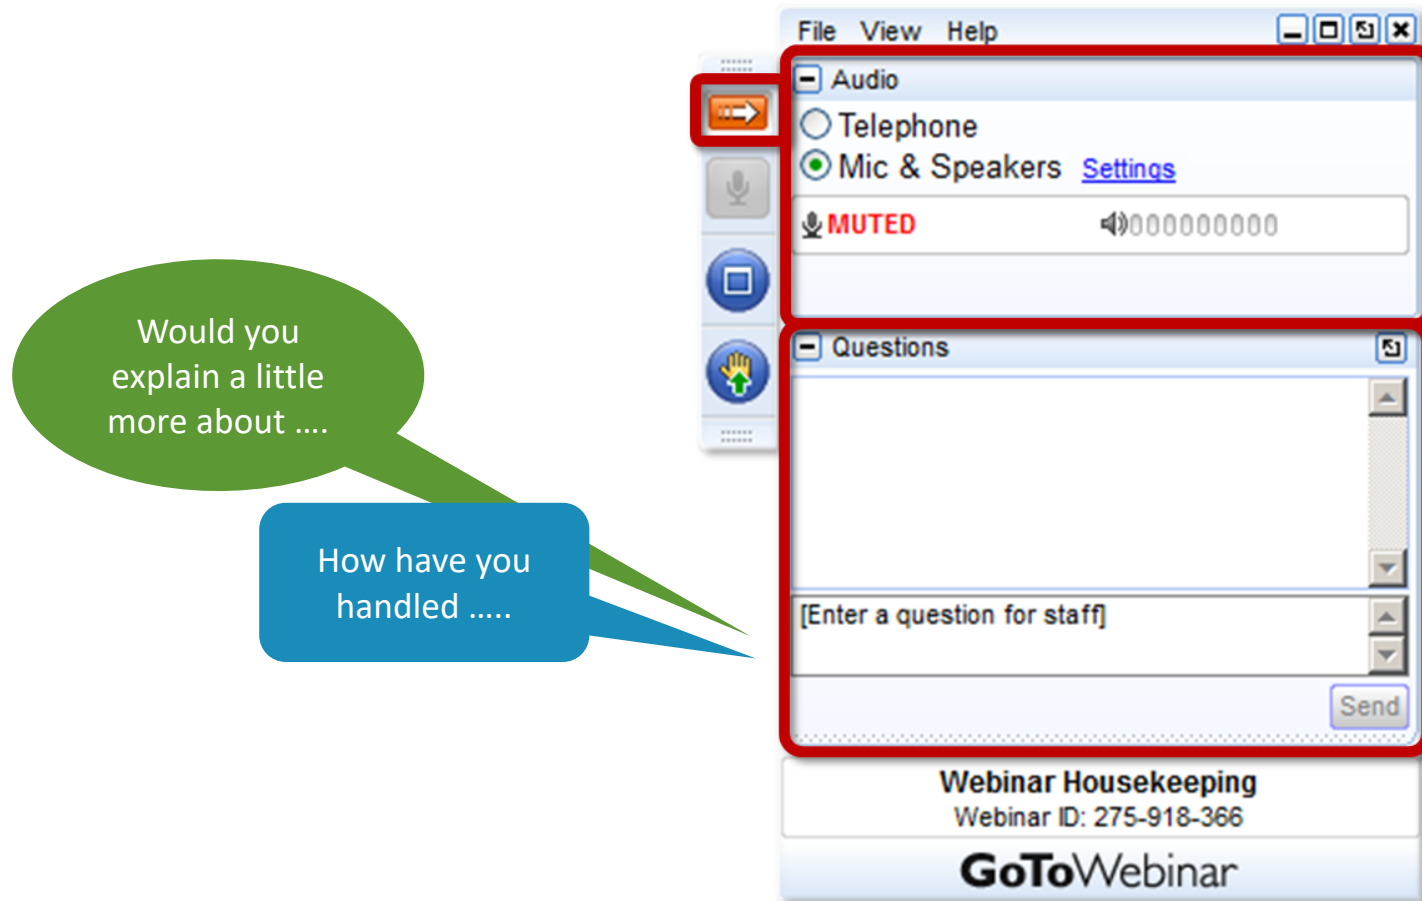 File View Help
Audio
Telephone
Mic & Speakers Settings
MUTED
Would you
explain a little
more about ....
How have you
handled .....
Questions
[Enter a question for staff]
Send
Webinar Housekeeping
Webinar ID: 275-918-366
GoToWebinar